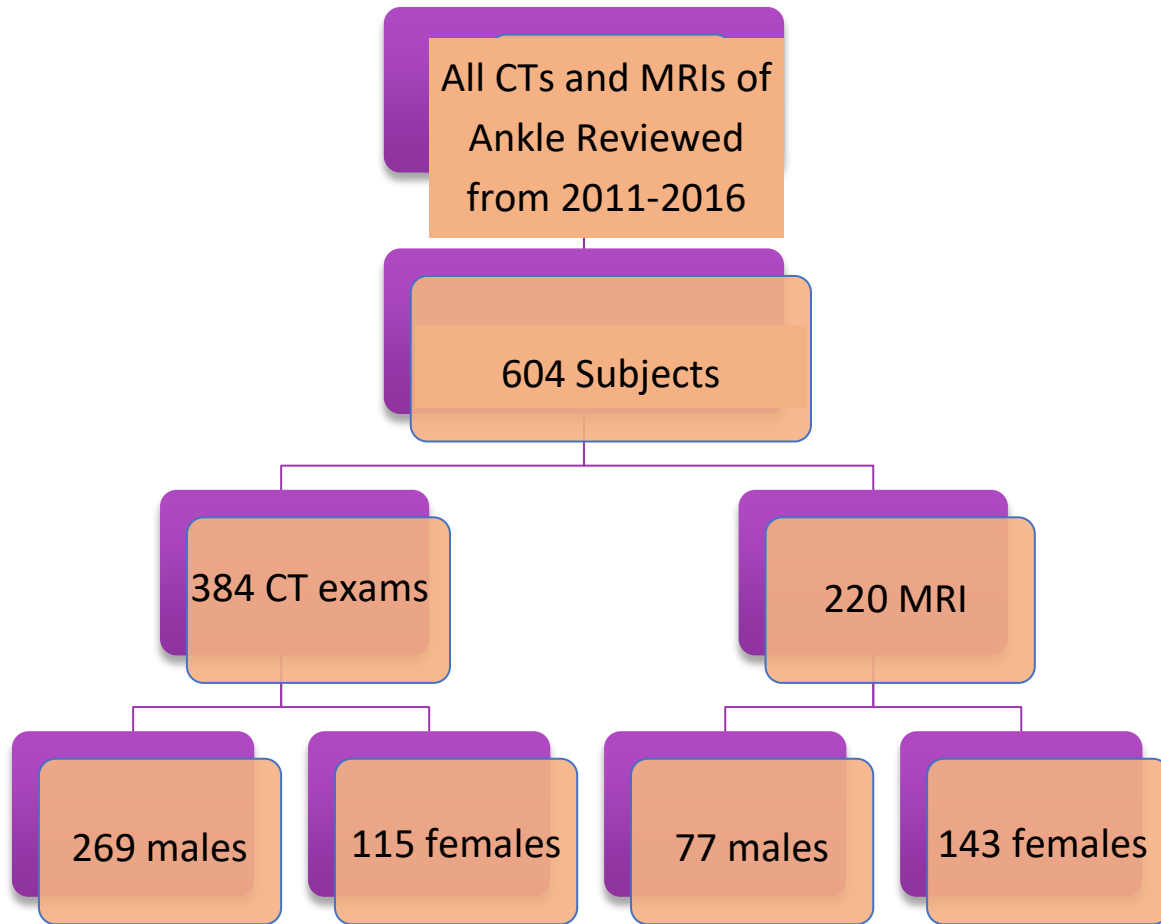 All CTs and MRIs of
Ankle Reviewed
from 2011-2016
604 Subjects
384 CT exams
220 MRI
269 males
115 females
77 males
143 females